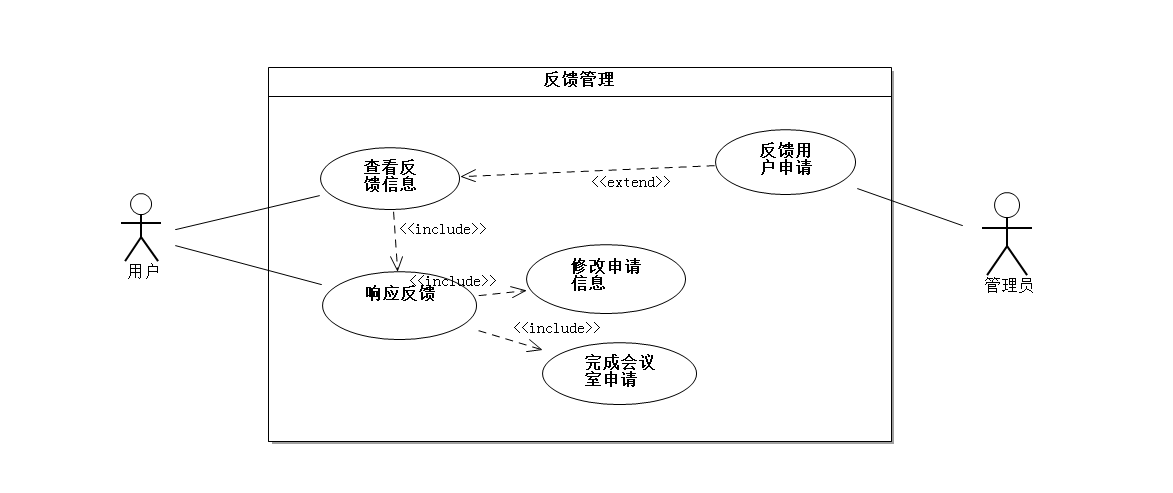 反馈管理
查看反
馈信息
反馈用
户申请
<<extend>>
<<include>>
用户
管理员
响应反馈
<<include>>
修改申请
信息
<<include>>
完成会议
室申请